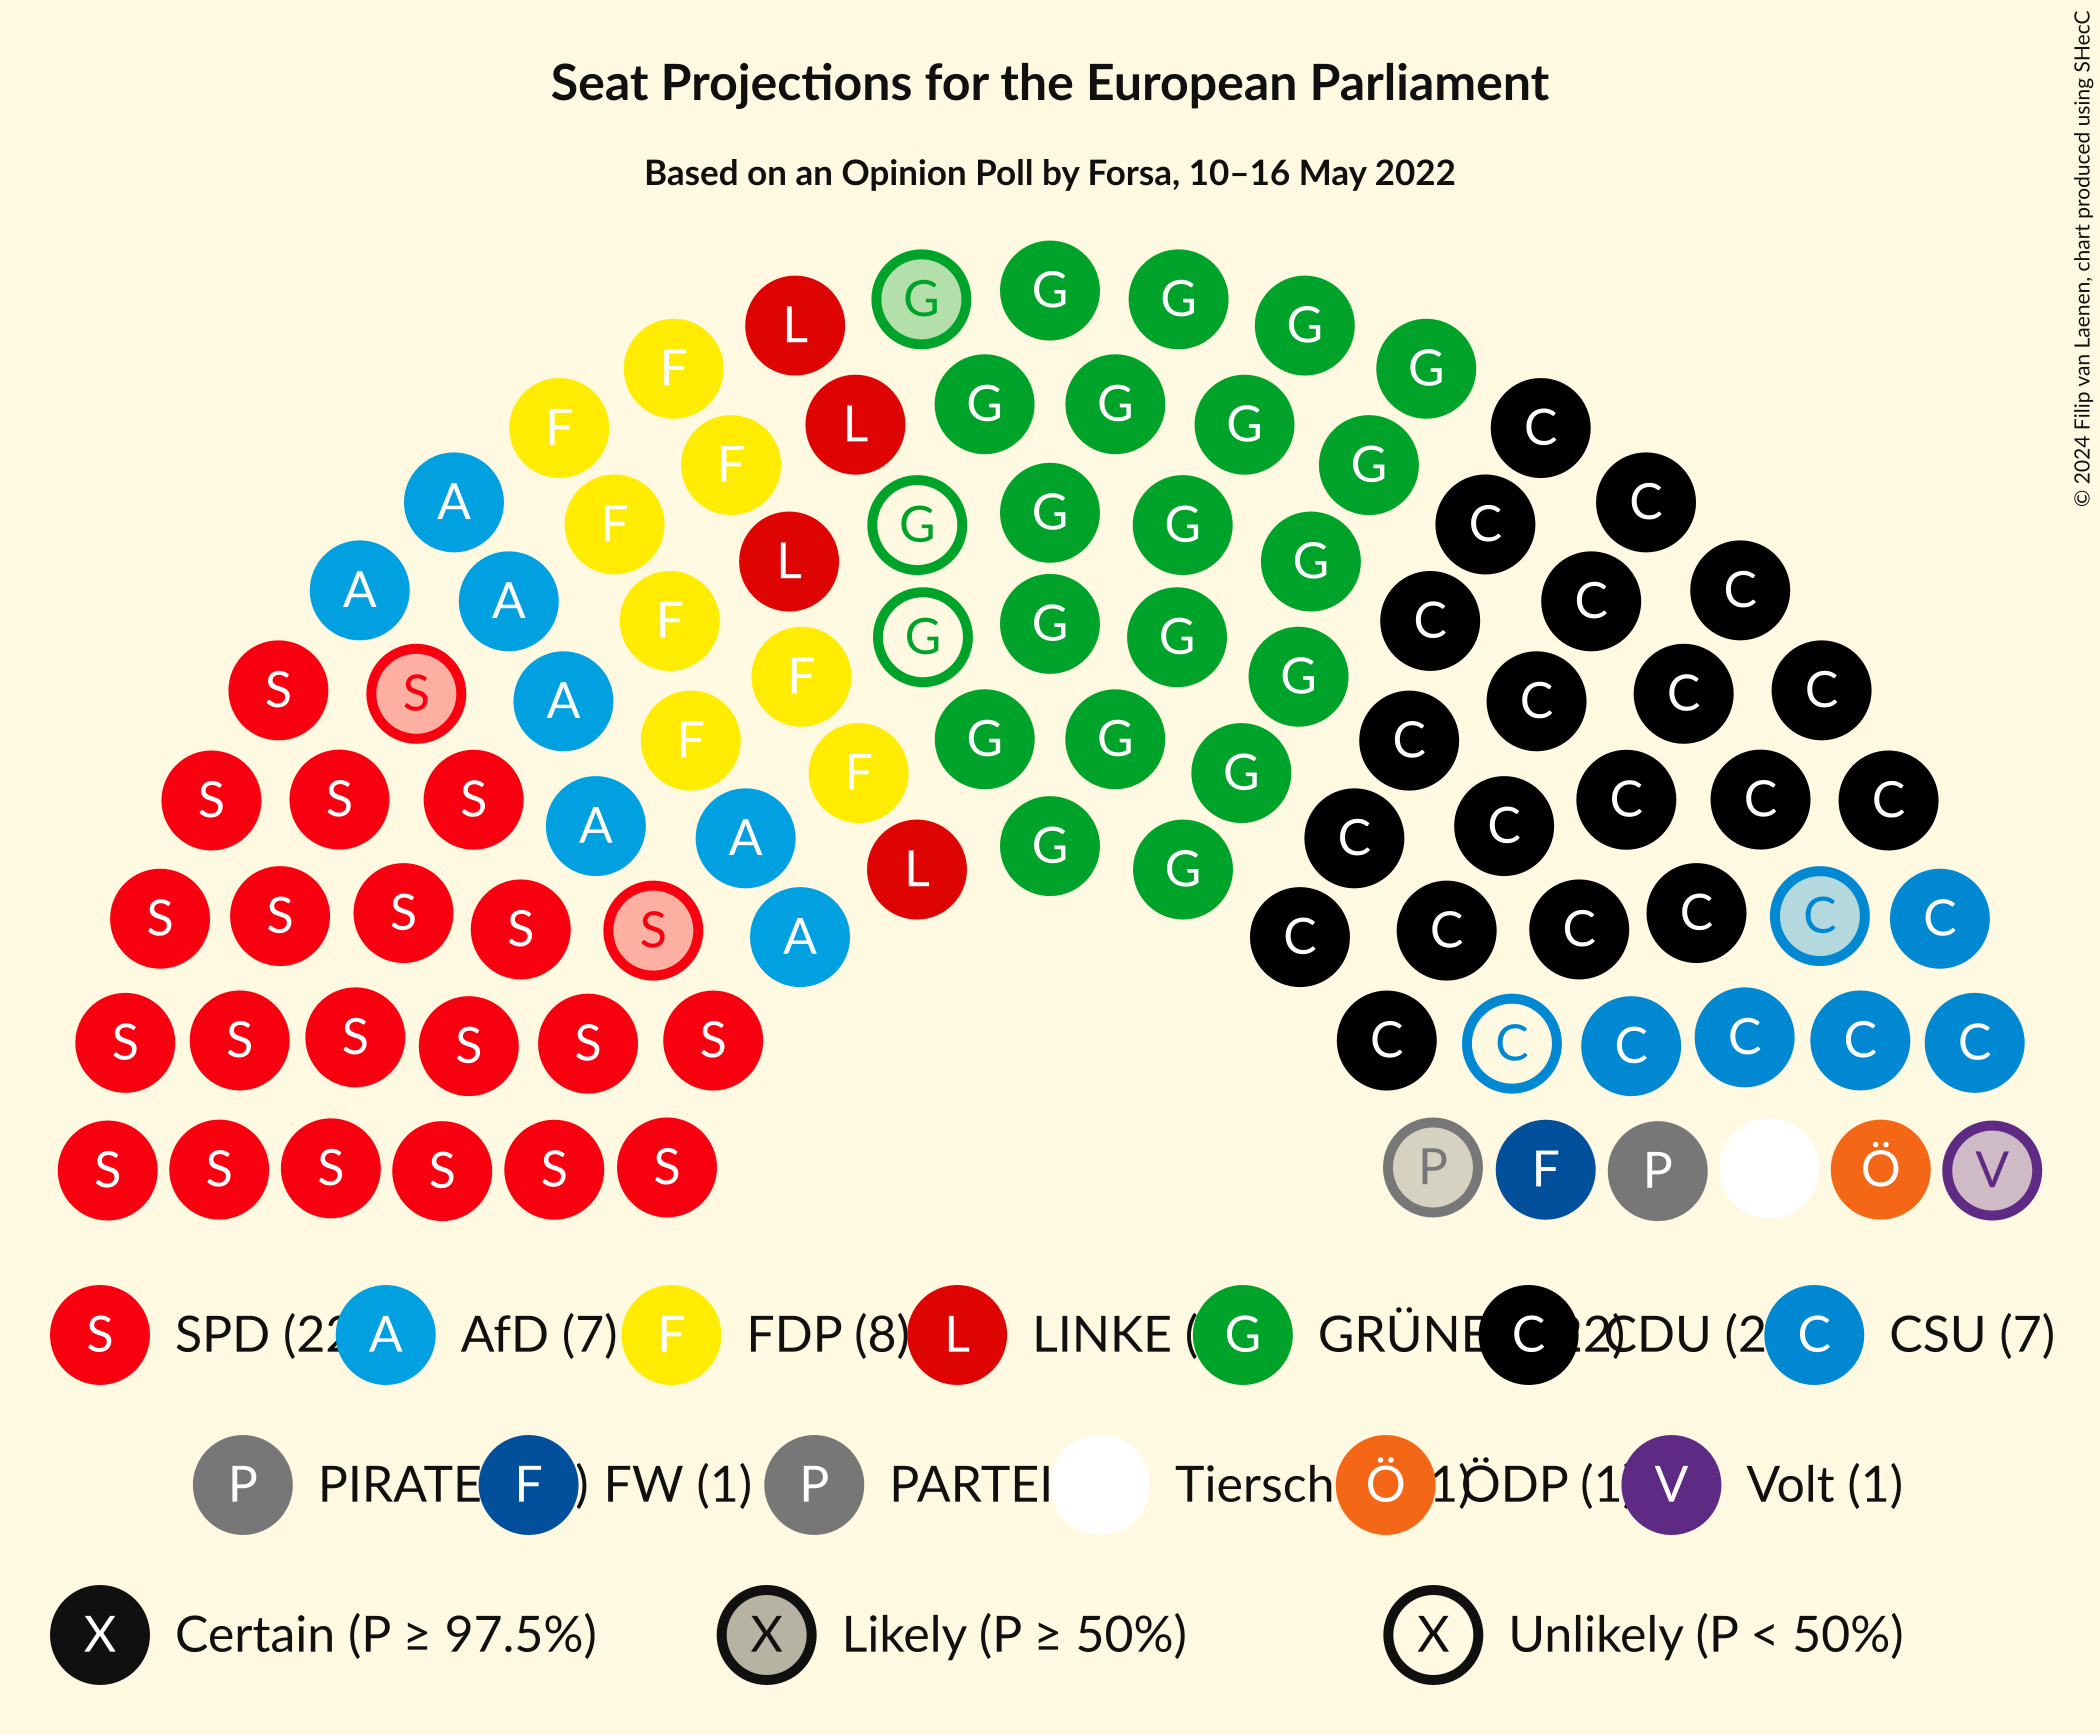 Seat Projections for the European Parliament
Based on an Opinion Poll by Forsa, 10–16 May 2022
© 2024 Filip van Laenen, chart produced using SHecC
G G G
L G
F G
G G
F L G C
F G
A C
F G G G C
L G
A A C C
F G G G C
F G
S S A C C C
F G G C
F G
S S S C C C
A A G C C
L G
S S S S S A C C C C C C
S S S S S S C C C C C C
S S S S S S P F P Ö V
S SPD (22 A AfD (7) F FDP (8) L LINKE ( G GRÜNE C 22) CDU (2 C CSU (7)
P PIRATE F ) FW (1) P PARTEI Tiersch Ö 1) ÖDP (1) V Volt (1)
X Certain (P ≥ 97.5%) X Likely (P ≥ 50%) X Unlikely (P < 50%)